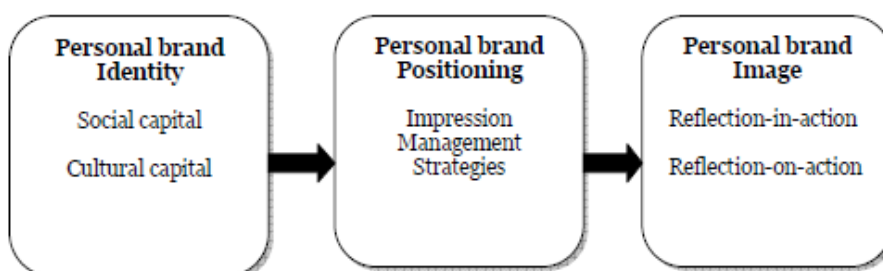 Personal brand
Identity
Social capital
Cultural capital
Personal brand
Positioning
Impression
Management
Strategies
Personal brand
Image
Reflection-in-action
Reflection-on-action